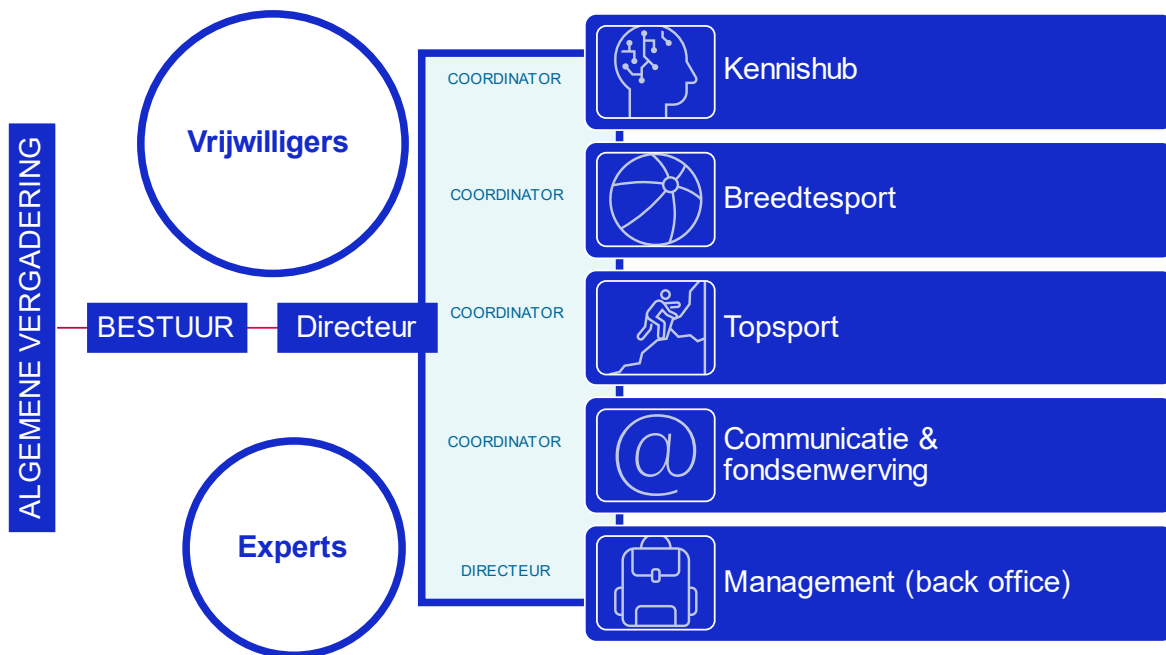 ALGEMENE VERGADERING
BESTUUR
Directeur
Vrijwilligers
Experts
COORDINATOR
Kennishub
COORDINATOR
Breedtesport
COORDINATOR
Topsport
COORDINATOR
Communicatie &
fondsenwerving
DIRECTEUR
Management (back office)